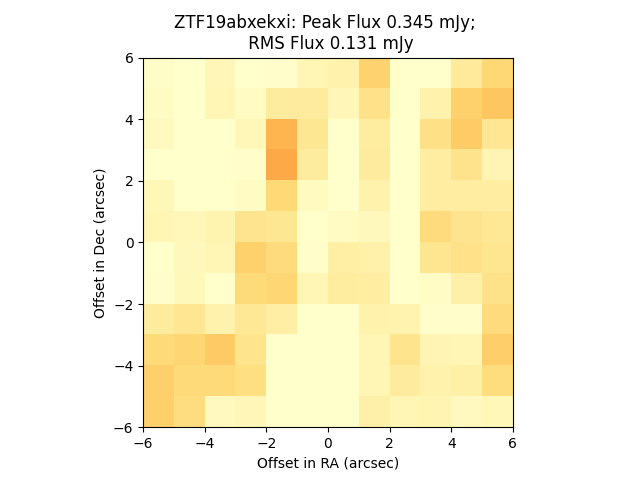 ZTF19abxekxi: Peak Flux 0.345 mJy;
RMS Flux 0.131 mJy
6
4
2
0
−2
−4
−6
Offset in Dec (arcsec)
−6 −4 −2 0 2 4 6
Offset in RA (arcsec)